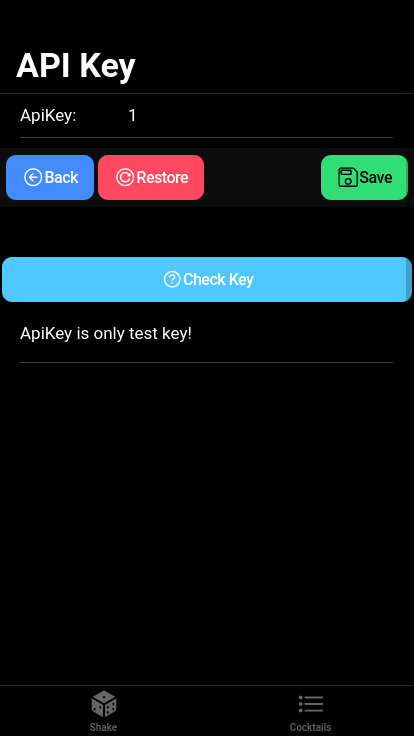 API Key
ApiKey: 1
Back Restore Save
Check Key
ApiKey is only test key!
Shake Cocktails